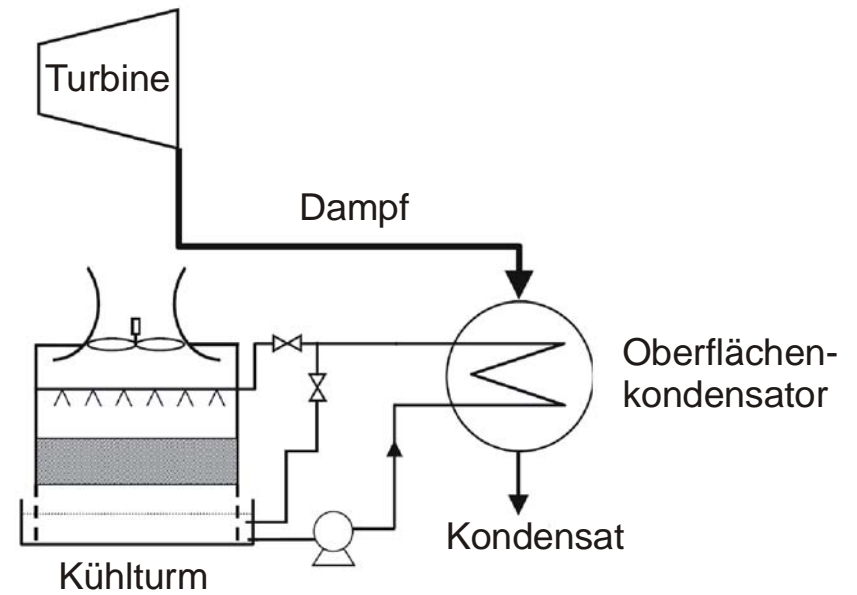 Turbine
Dampf
Oberflächen-
kondensator
Kondensat
Kühlturm